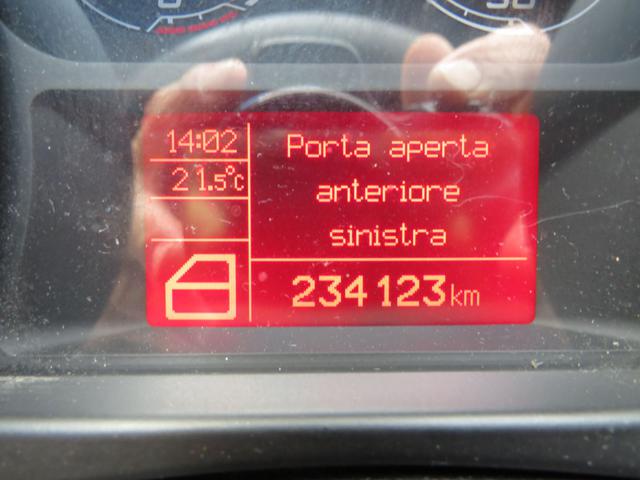 14:02
21.5°C
Porta aperta
anteriore
sinistra
234123km